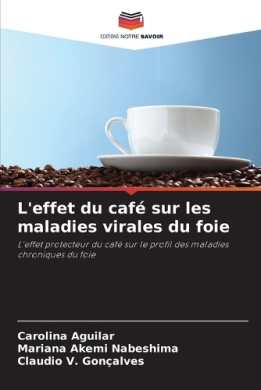 EDITIONS NOTRE SAVOIR
L'effet du café sur les
maladies virales du foie
L'effet protecteur du café sur le profil des maladies
chroniques du foie
Carolina Aguilar
Mariana Akemi Nabeshima
Claudio V. Gonçalves